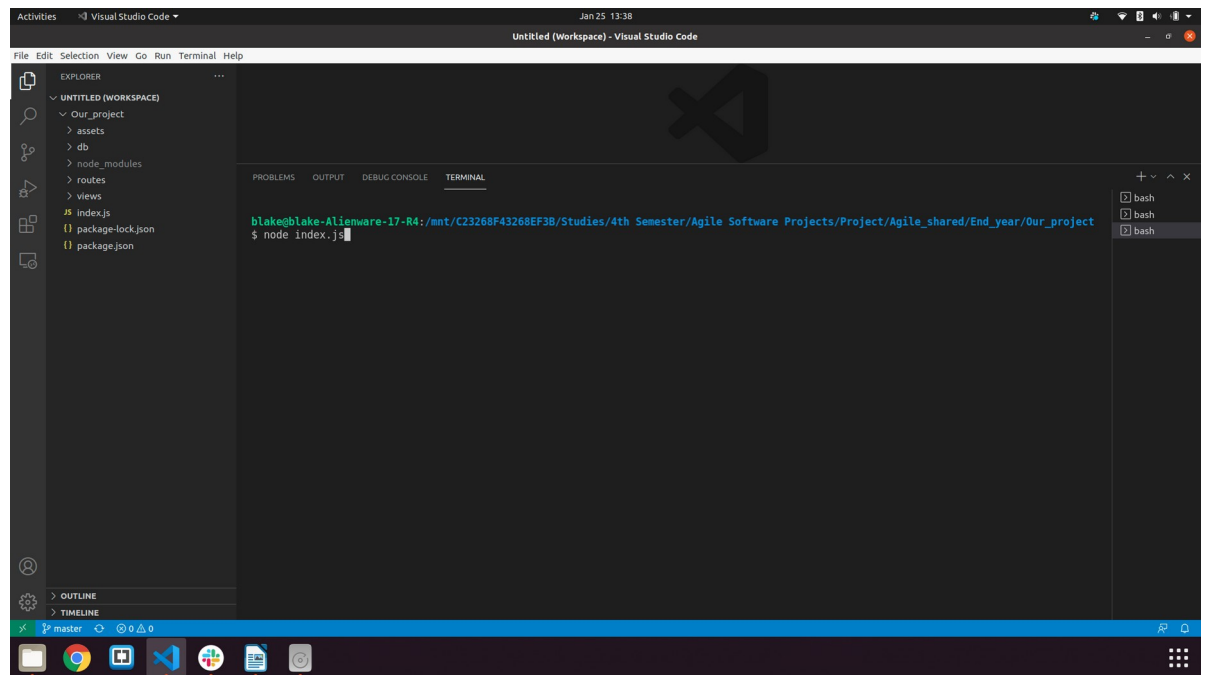 Activities Visual Studio Code Jan 25 13:38
Untitled (Workspace) - Visual Studio Code
File Edit Selection View Go Run Terminal Help
EXPLORER
UNTITLED (WORKSPACE)
Our_project
assets
db
node_modules
routes
views
JS index.js
{} package-lock.json
{} package.json
OUTLINE
TIMELINE
PROBLEMS OUTPUT DEBUG CONSOLE TERMINAL
blake@blake-Alienware-17-R4:/mnt/C23268F43268EF3B/Studies/4th Semester/Agile Software Projects/Project/Agile_shared/End_year/Our_project
$ node index.js
bash
bash
bash
master 0 0